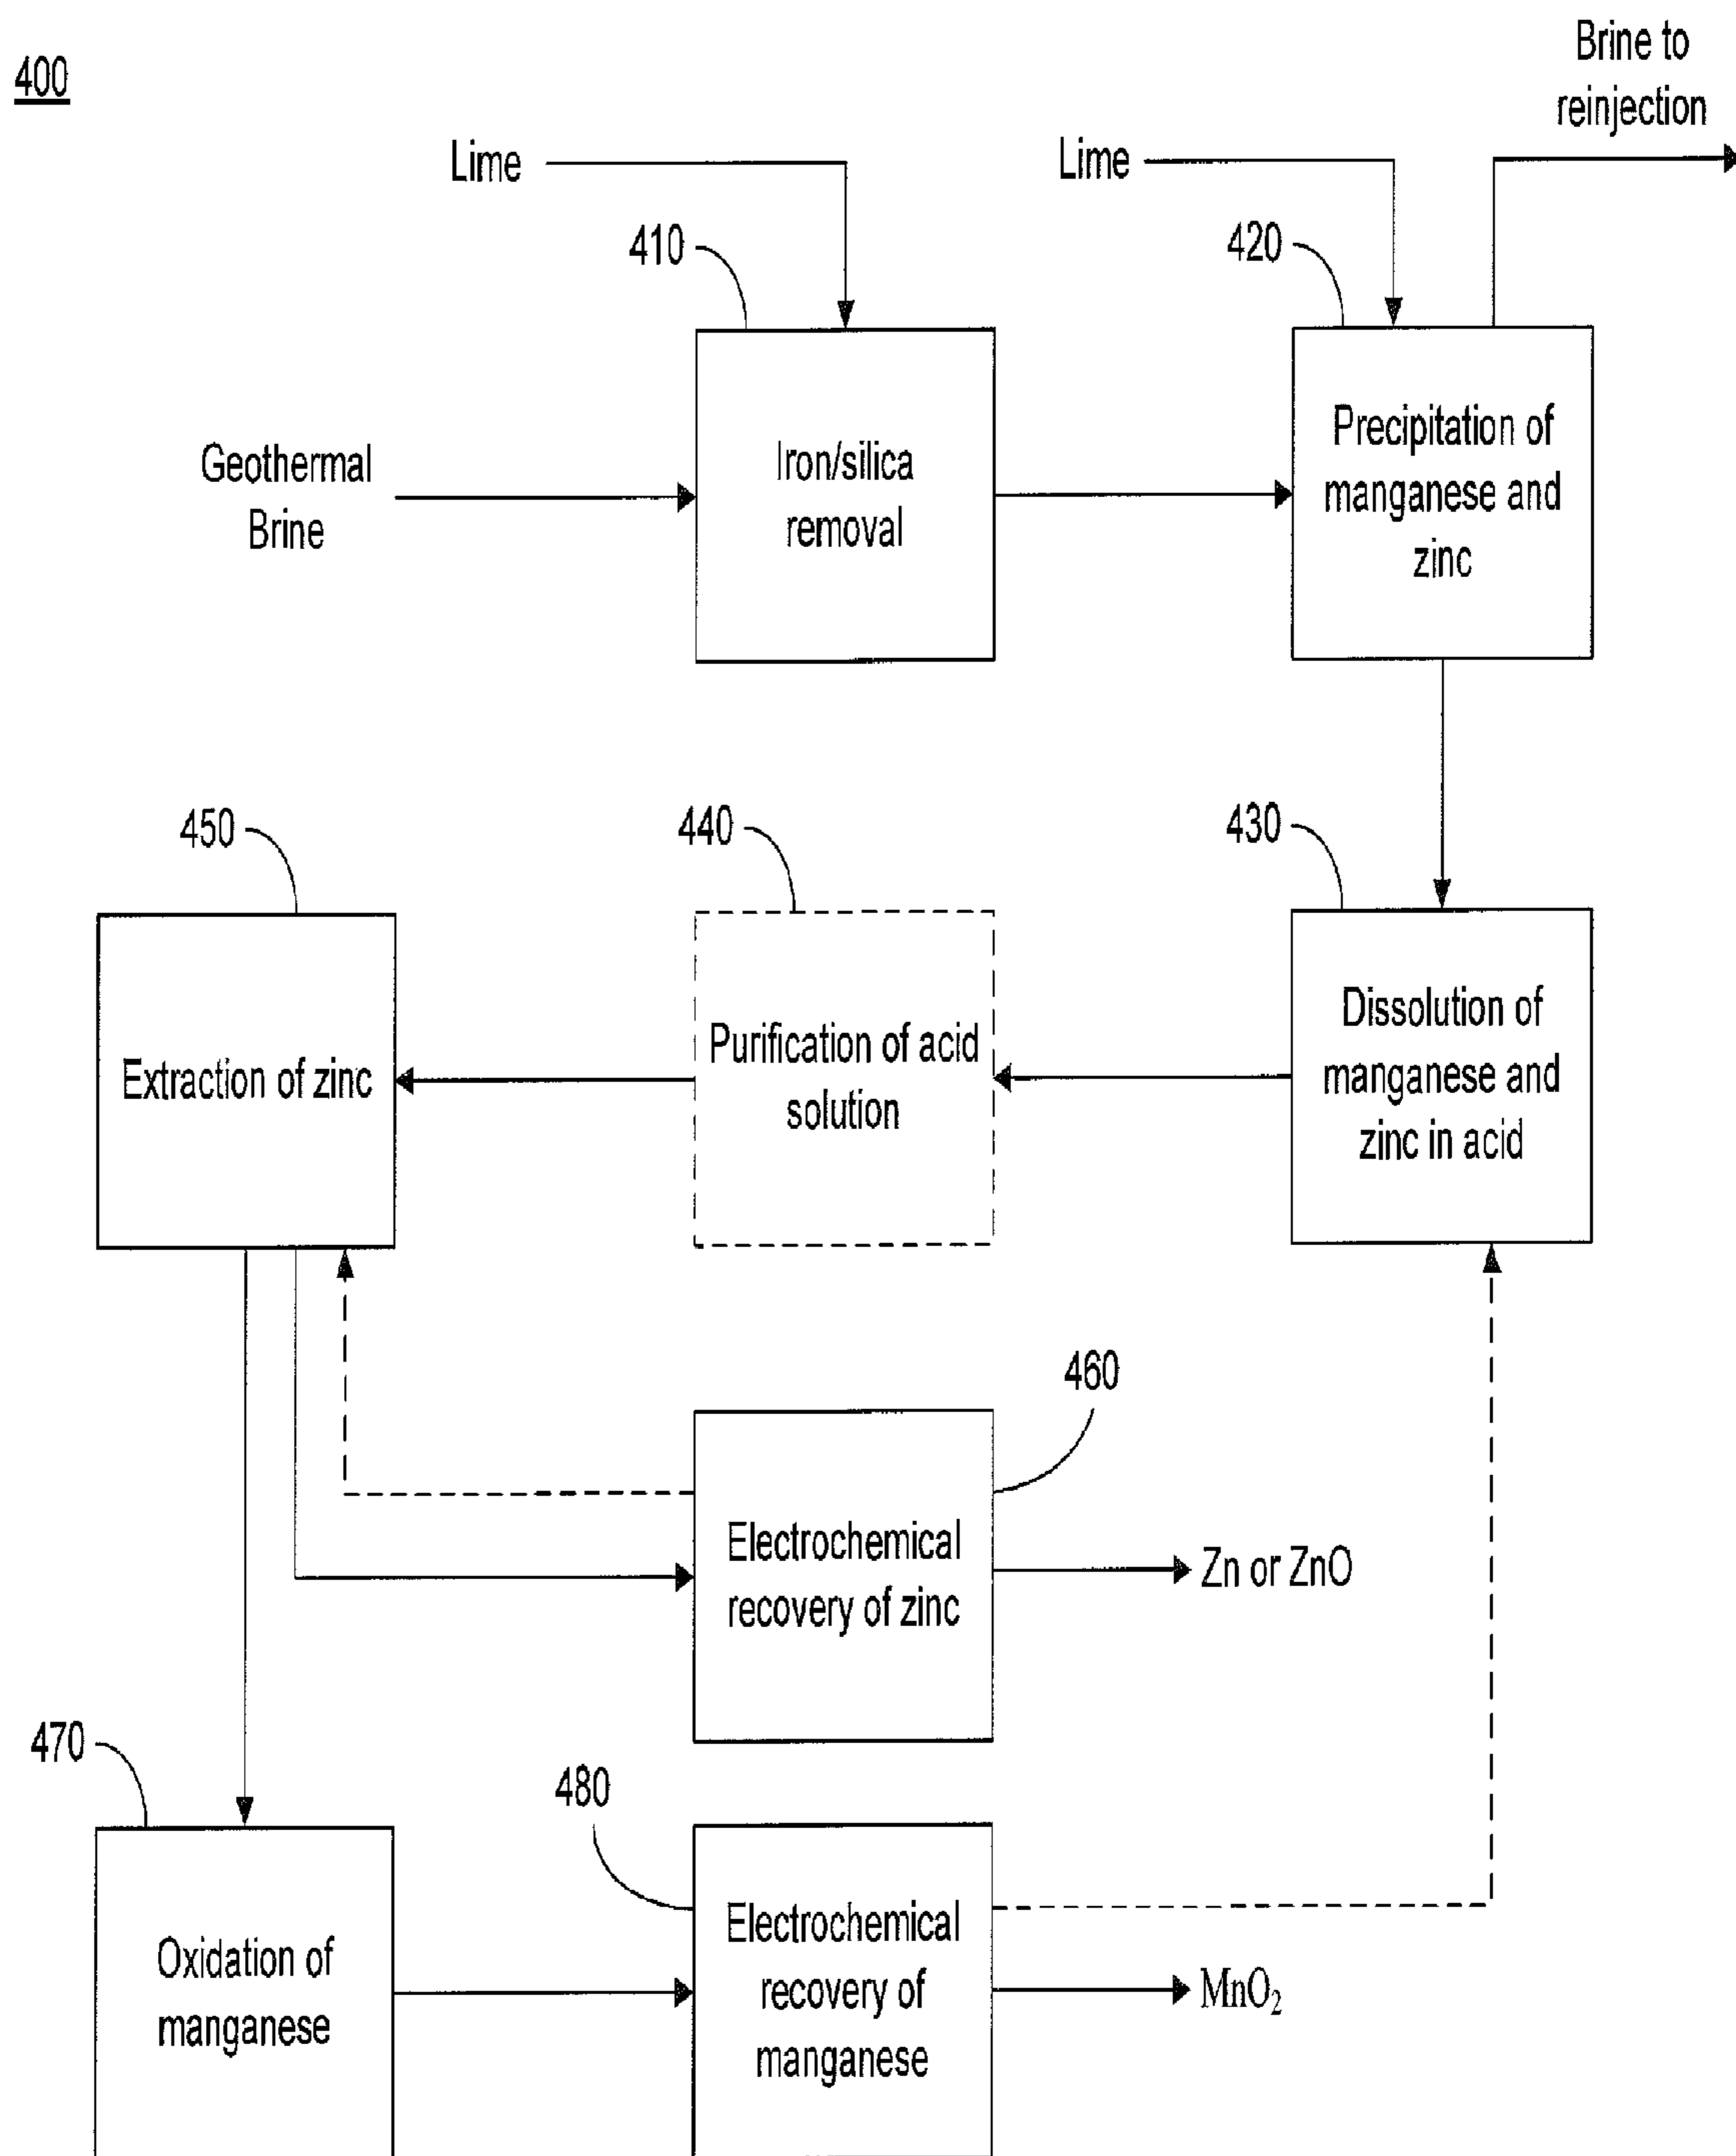 400
Brine to
reinjection
Lime
Lime
410
420
Geothermal
Brine
Iron/silica
removal
Precipitation of
manganese and
zinc
450
440
430
Extraction of zinc
Purification of acid
solution
Dissolution of
manganese and
zinc in acid
460
Electrochemical
recovery of zinc
Zn or ZnO
470
480
Oxidation of
manganese
Electrochemical
recovery of
manganese
MnO₂